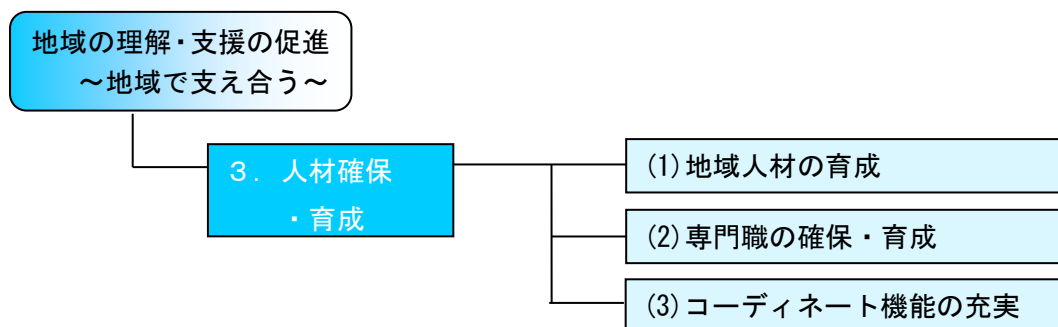 地域の理解・支援の促進
～地域で支え合う～
３．人材確保
・育成
(1)地域人材の育成
(2)専門職の確保・育成
(3)コーディネート機能の充実